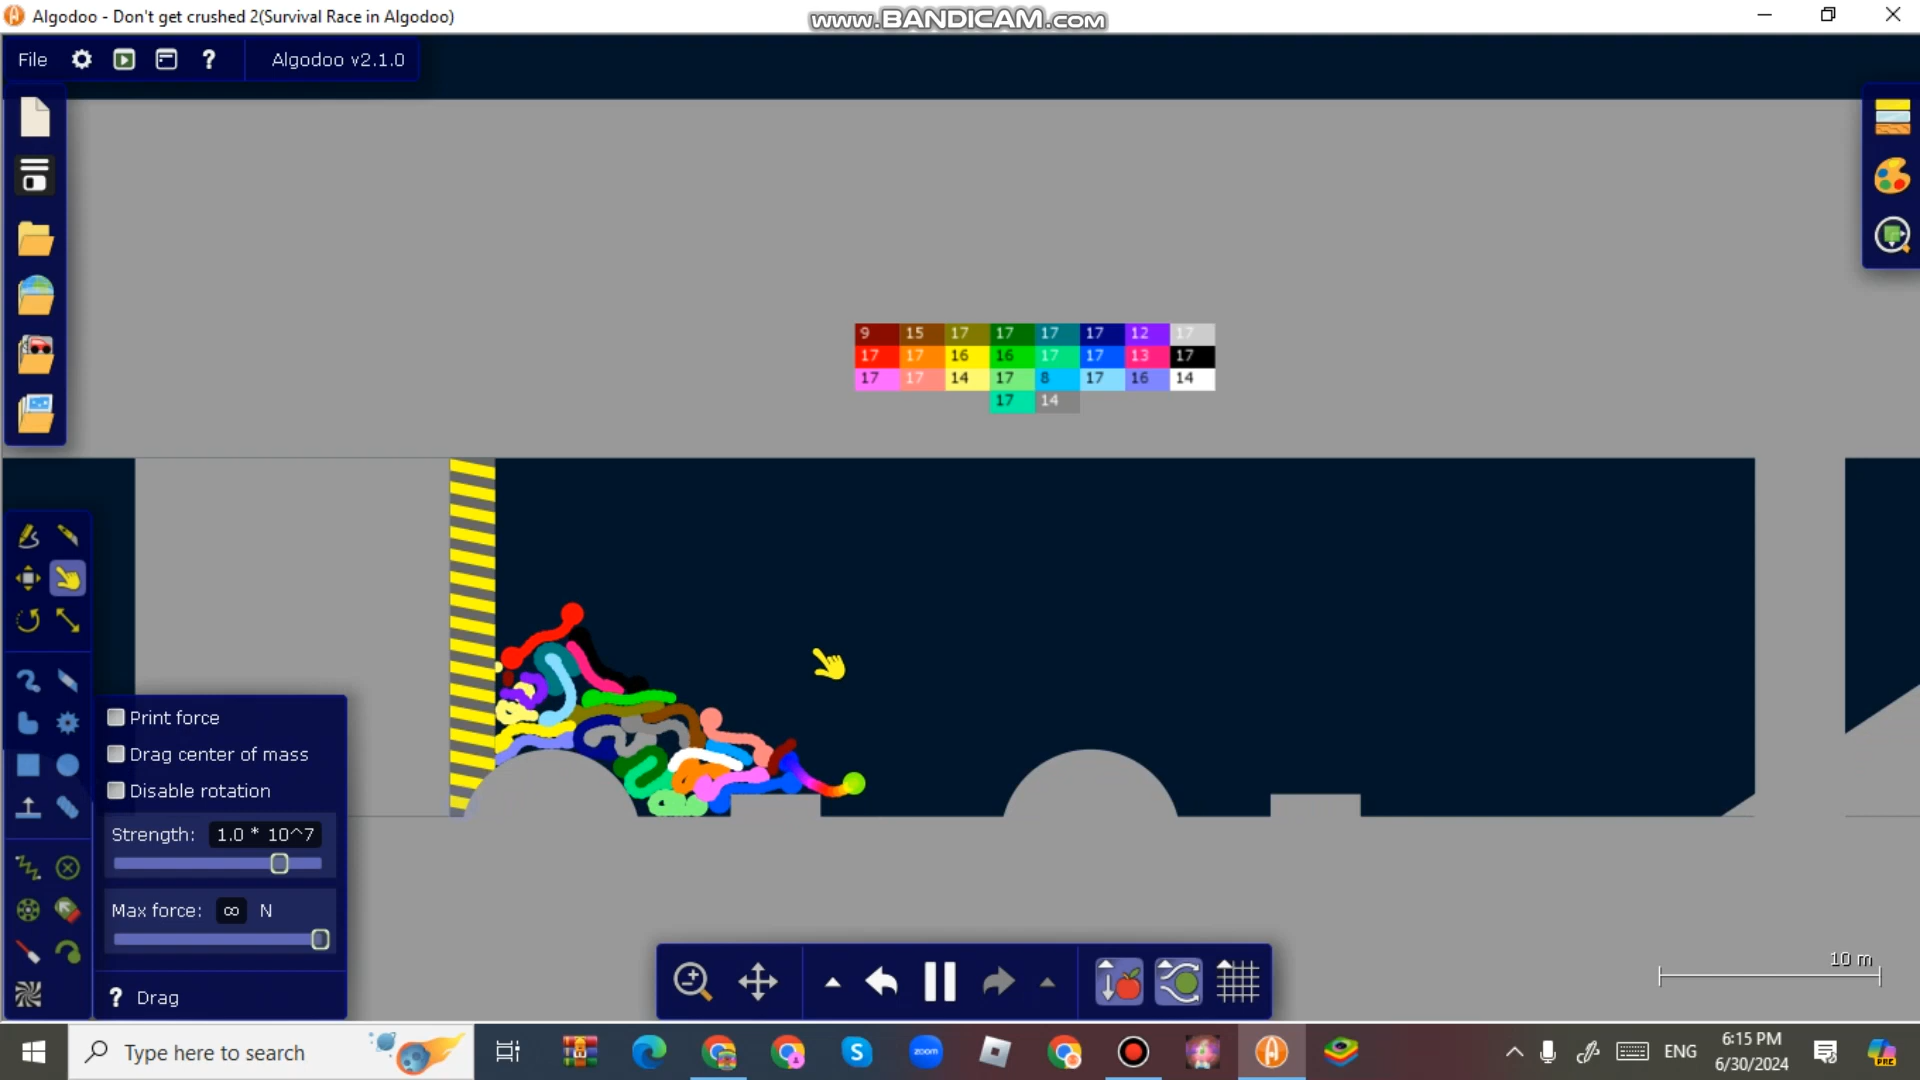 Algodoo - Don't get crushed 2(Survival Race in Algodoo)
www.BANDICAM.com
File
?
Algodoo v2.1.0
9 15 17 17 17 17 12 17
17 17 16 16 17 17 13 17
17 17 14 17 8 17 16 14
17 14
Print force
Drag center of mass
Disable rotation
Strength: 1.0 * 10^7
Max force: ∞ N
? Drag
10 m
Type here to search
S
zoom
ENG
6:15 PM
6/30/2024
PRE